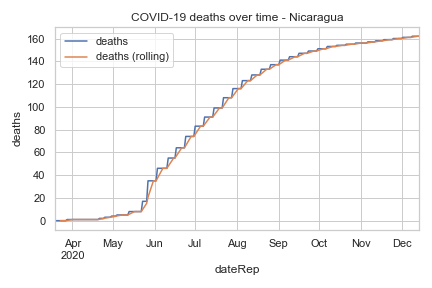 COVID-19 deaths over time - Nicaragua
deaths
deaths (rolling)
160
140
120
100
80
60
40
20
0
deaths
Apr May Jun Jul Aug Sep Oct Nov Dec
2020
dateRep